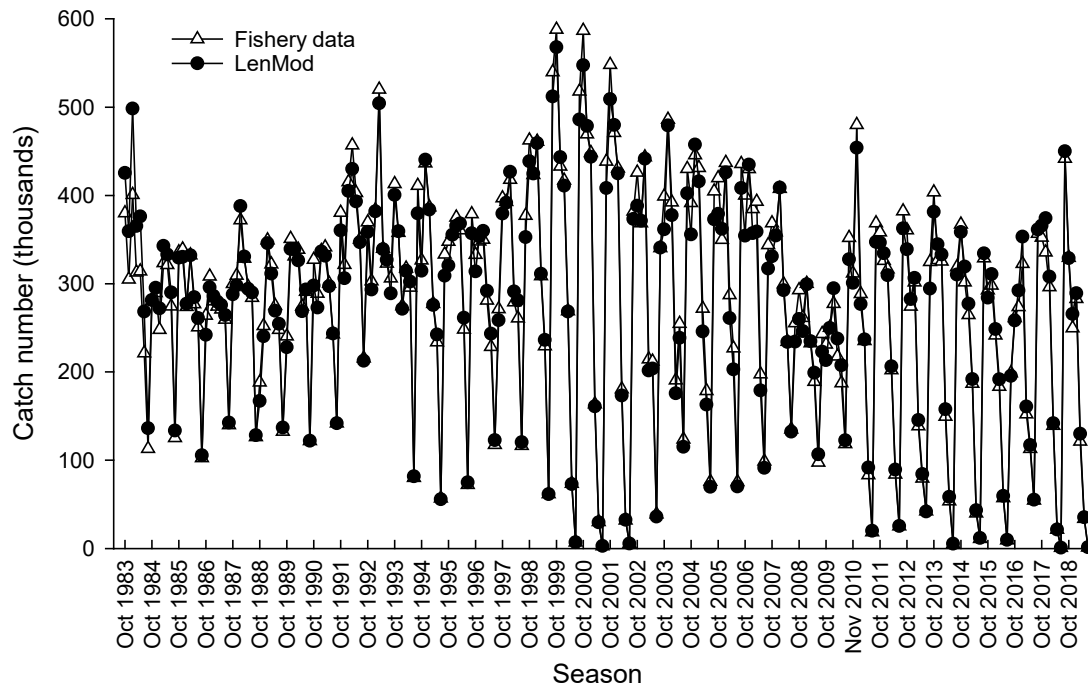 600
500
400
300
200
100
0
Catch number (thousands)
Fishery data
LenMod
Oct 1983
Oct 1984
Oct 1985
Oct 1986
Oct 1987
Oct 1988
Oct 1989
Oct 1990
Oct 1991
Oct 1992
Oct 1993
Oct 1994
Oct 1995
Oct 1996
Oct 1997
Oct 1998
Oct 1999
Oct 2000
Oct 2001
Oct 2002
Oct 2003
Oct 2004
Oct 2005
Oct 2006
Oct 2007
Oct 2008
Oct 2009
Nov 2010
Oct 2011
Oct 2012
Oct 2013
Oct 2014
Oct 2015
Oct 2016
Oct 2017
Oct 2018
Season